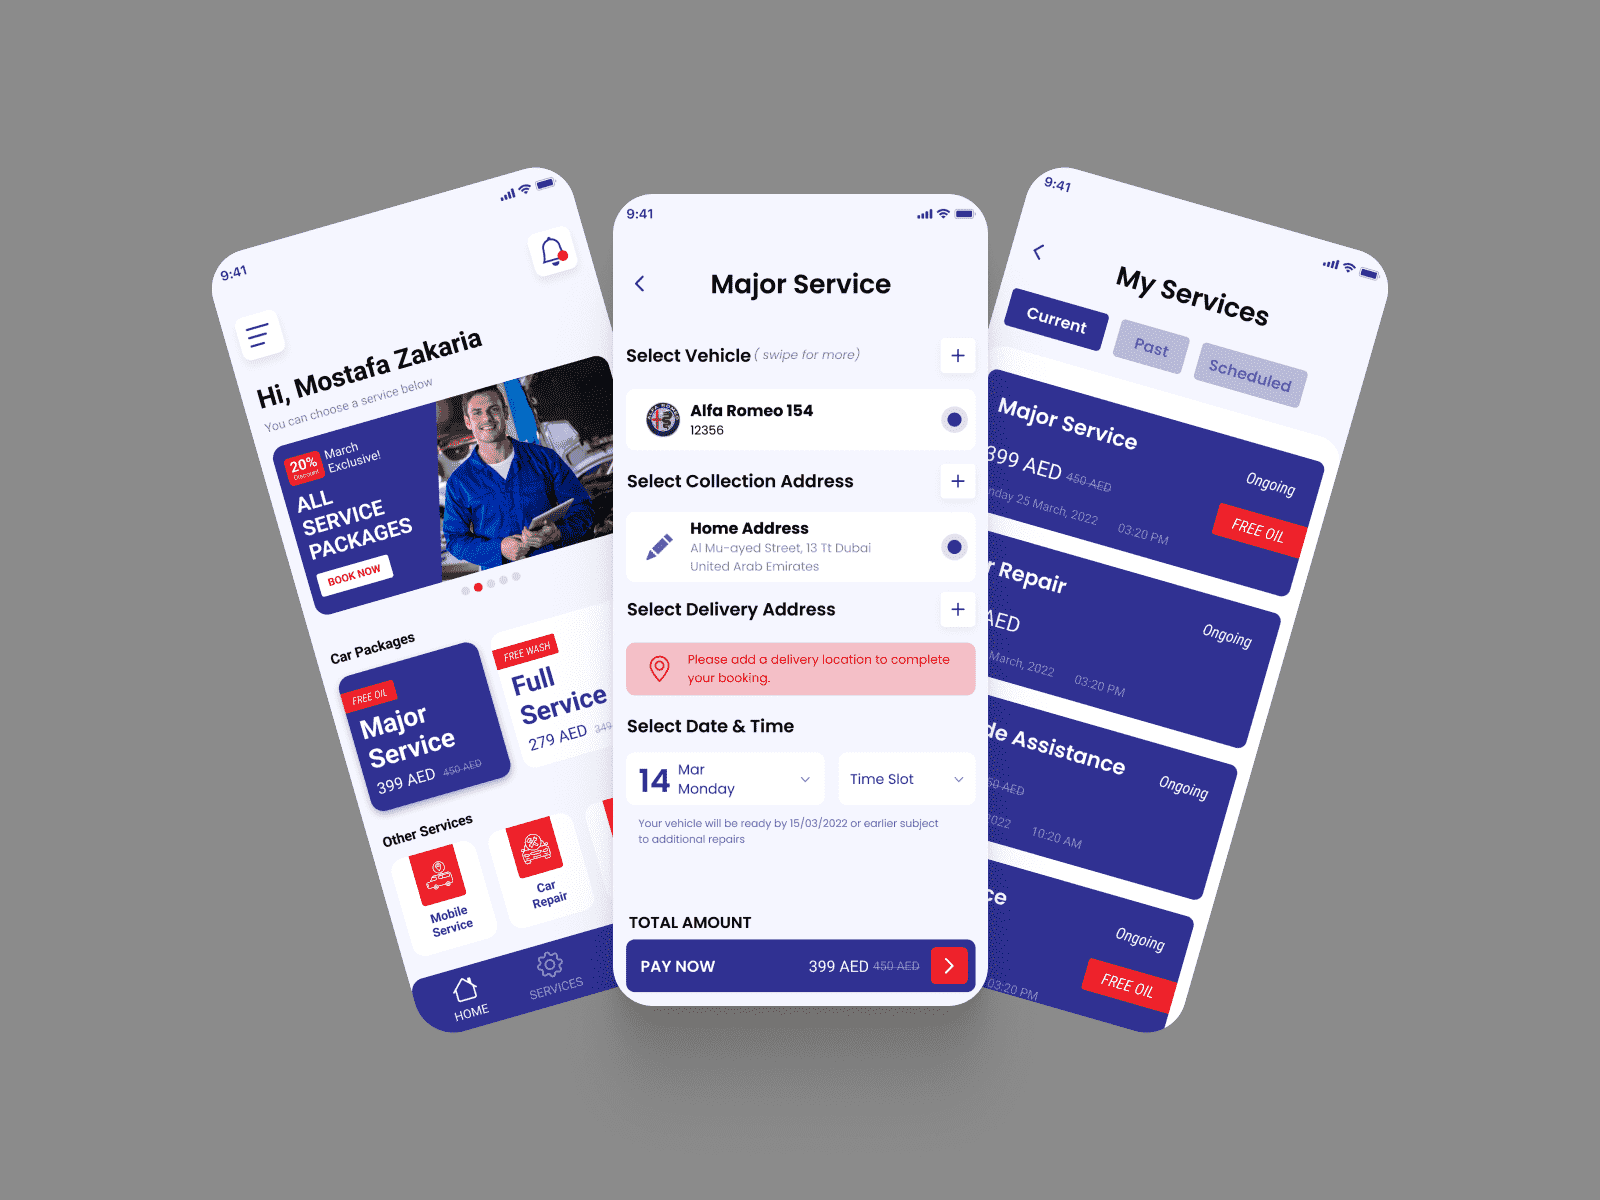 9:41
Hi, Mostafa Zakaria
You can choose a service below
20%
Discount
March
Exclusive!
ALL
SERVICE
PACKAGES
BOOK NOW
Car Packages
FREE OIL
Major
Service
399 AED 450 AED
FREE WASH
Full
Service
279 AED 349
Other Services
Mobile
Service
Car
Repair
HOME
SERVICES
9:41
Major Service
Select Vehicle ( swipe for more)
Alfa Romeo 154
12356
Select Collection Address
Home Address
Al Mu-ayed Street, 13 Tt Dubai
United Arab Emirates
Select Delivery Address
Please add a delivery location to complete
your booking.
Select Date & Time
14
Mar
Monday
Time Slot
Your vehicle will be ready by 15/03/2022 or earlier subject
to additional repairs
TOTAL AMOUNT
PAY NOW 399 AED 450 AED
9:41
My Services
Current
Past
Scheduled
Major Service
399 AED 450 AED
Ongoing
nday 25 March, 2022 03:20 PM
FREE OIL
r Repair
AED
Ongoing
March, 2022 03:20 PM
de Assistance
50 AED
Ongoing
2022 10:20 AM
ce
Ongoing
03:20 PM
FREE OIL